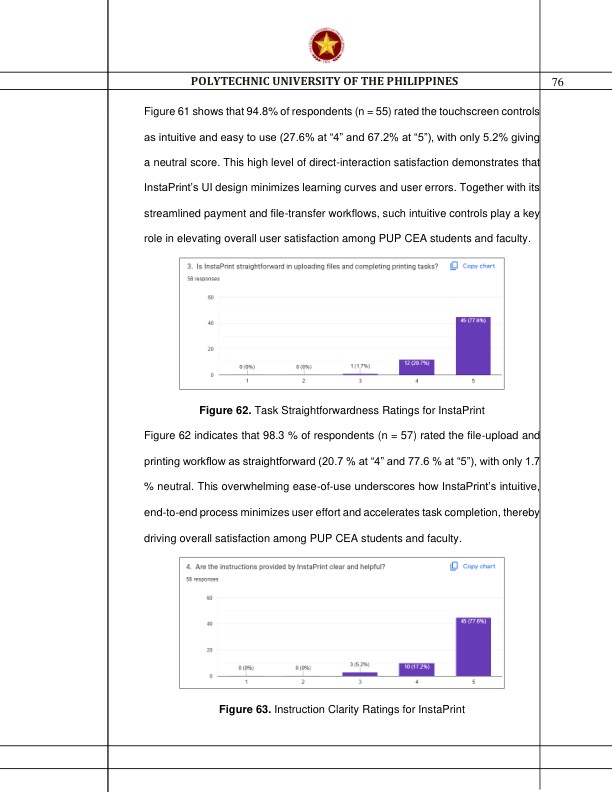 POLYTECHNIC UNIVERSITY OF THE PHILIPPINES
76
Figure 61 shows that 94.8% of respondents (n = 55) rated the touchscreen controls
as intuitive and easy to use (27.6% at “4” and 67.2% at “5”), with only 5.2% giving
a neutral score. This high level of direct-interaction satisfaction demonstrates that
InstaPrint’s UI design minimizes learning curves and user errors. Together with its
streamlined payment and file-transfer workflows, such intuitive controls play a key
role in elevating overall user satisfaction among PUP CEA students and faculty.
3. Is InstaPrint straightforward in uploading files and completing printing tasks?
Copy chart
58 responses
60
40
20
0
0 (0%)
0 (0%)
1 (1.7%)
12 (20.7%)
45 (77.6%)
1
2
3
4
5
Figure 62. Task Straightforwardness Ratings for InstaPrint
Figure 62 indicates that 98.3 % of respondents (n = 57) rated the file-upload and
printing workflow as straightforward (20.7 % at “4” and 77.6 % at “5”), with only 1.7
% neutral. This overwhelming ease-of-use underscores how InstaPrint’s intuitive,
end-to-end process minimizes user effort and accelerates task completion, thereby
driving overall satisfaction among PUP CEA students and faculty.
4. Are the instructions provided by InstaPrint clear and helpful?
Copy chart
58 responses
60
40
20
0
0 (0%)
0 (0%)
3 (5.2%)
10 (17.2%)
45 (77.6%)
1
2
3
4
5
Figure 63. Instruction Clarity Ratings for InstaPrint